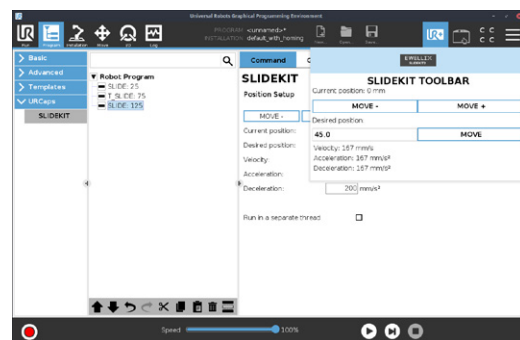 Universal Robots Graphical Programming Environment
UR
Run
Program
Installation
Move
I/O
Log
PROGRAM <unnamed>*
INSTALLATION default_with_homing
New...
Open...
Save...
UR+
C C
C C
Basic
Advanced
Templates
URCaps
SLIDEKIT
Robot Program
SLIDE: 25
T_SLIDE: 75
SLIDE: 125
Command
SLIDEKIT
Position Setup
MOVE -
Current position:
Desired position:
Velocity:
Acceleration:
Deceleration:
200 mm/s²
Run in a separate thread
EWELLIX
SLIDEKIT TOOLBAR
Current position: 0 mm
MOVE -
MOVE +
Desired position:
45.0
MOVE
Velocity: 167 mm/s
Acceleration: 167 mm/s²
Deceleration: 167 mm/s²
Speed
100%